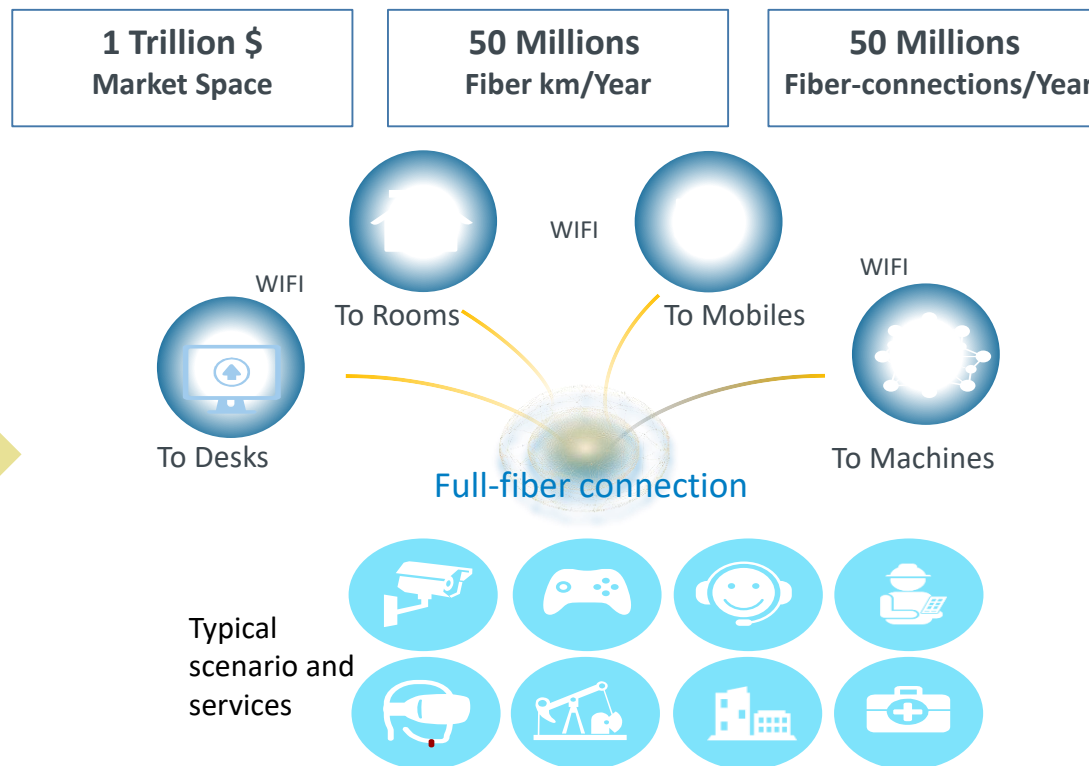 1 Trillion $
Market Space
50 Millions
Fiber km/Year
50 Millions
Fiber-connections/Year
WIFI
WIFI
WIFI
To Rooms
To Mobiles
To Desks
To Machines
Full-fiber connection
Typical
scenario and
services